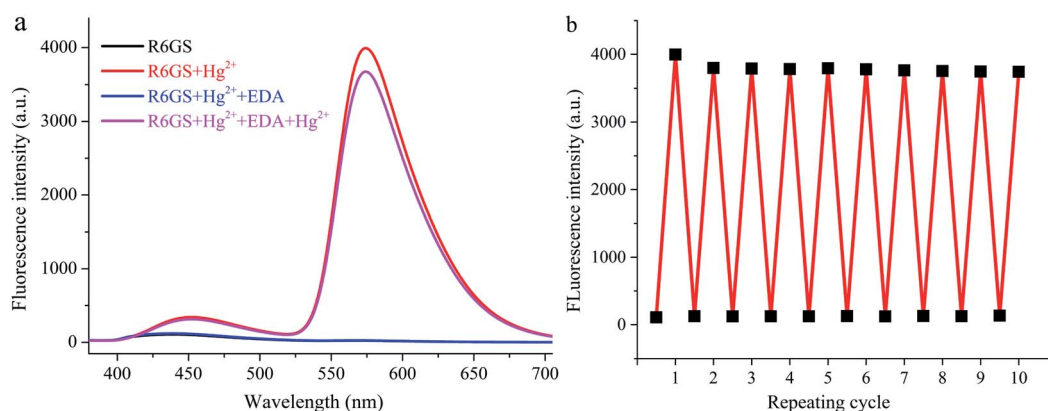 a
4000
3000
2000
1000
0
Fluorescence intensity (a.u.)
R6GS
R6GS+Hg²⁺
R6GS+Hg²⁺+EDA
R6GS+Hg²⁺+EDA+Hg²⁺
400 450 500 550 600 650 700
Wavelength (nm)
b
4000
3000
2000
1000
0
FLuorescence intensity (a.u.)
1 2 3 4 5 6 7 8 9 10
Repeating cycle